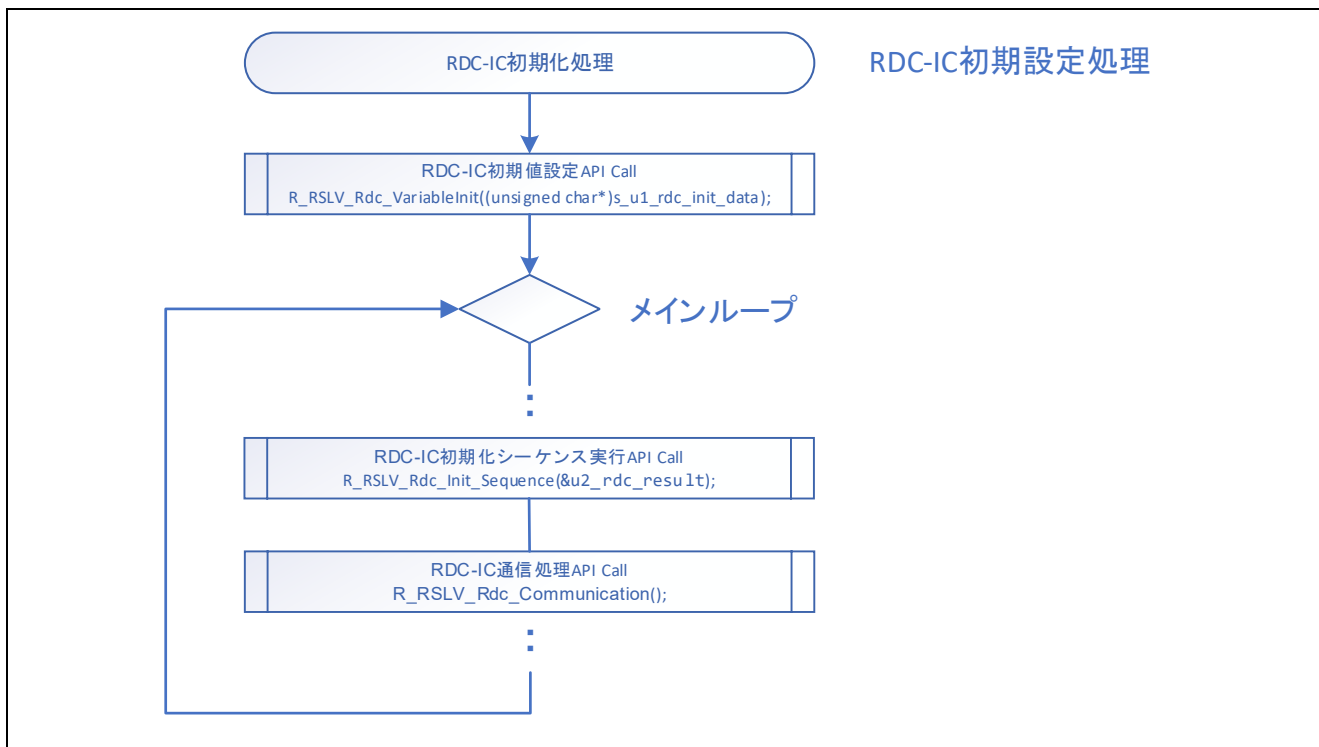 RDC-IC初期化処理
RDC-IC初期設定処理
RDC-IC初期値設定API Call
R_RSLV_Rdc_VariableInit((unsigned char*)s_u1_rdc_init_data);
メインループ
RDC-IC初期化シーケンス実行API Call
R_RSLV_Rdc_Init_Sequence(&u2_rdc_result);
RDC-IC通信処理API Call
R_RSLV_Rdc_Communication();